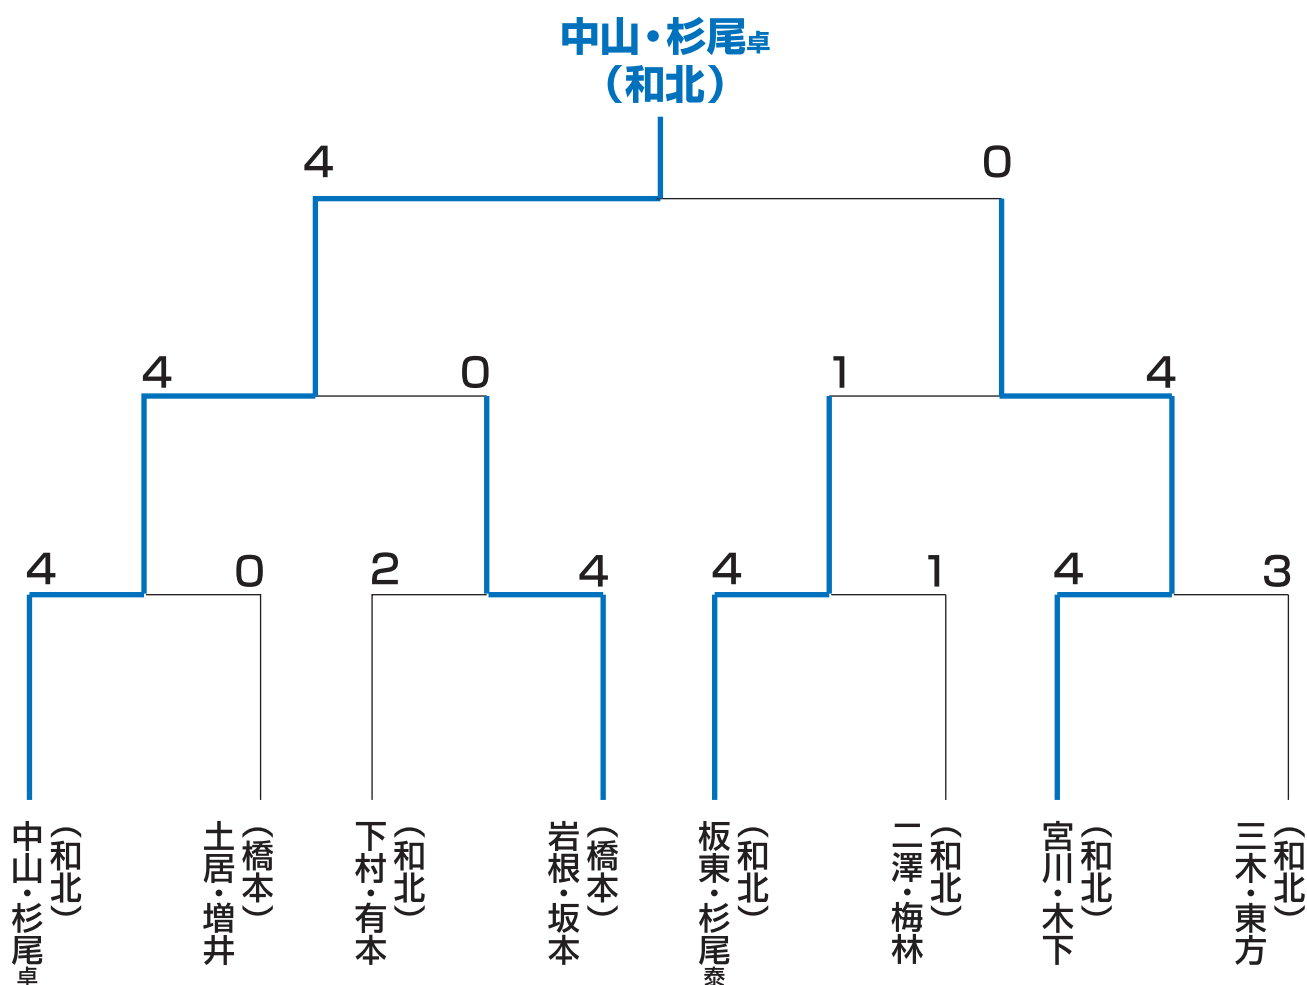 中山・杉尾卓
（和北）
4
0
4
0
1
4
4
0
2
4
4
1
4
3
中山・杉尾卓
（和北）
土居・増井
（橋本）
下村・有本
（和北）
岩根・坂本
（橋本）
板東・杉尾泰
（和北）
二澤・梅林
（和北）
宮川・木下
（和北）
三木・東方
（和北）